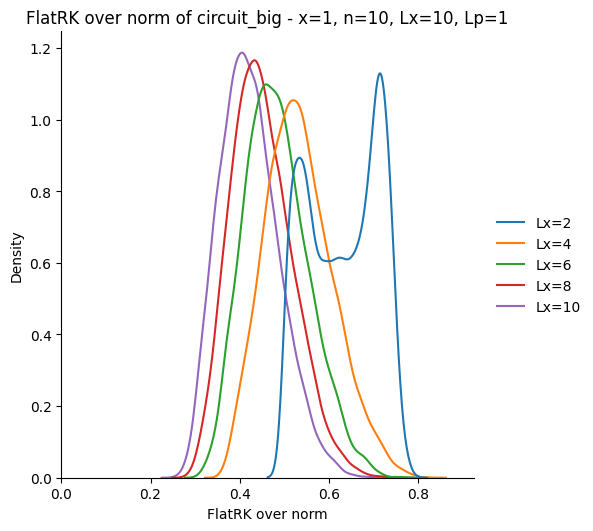 FlatRK over norm of circuit_big - x=1, n=10, Lx=10, Lp=1
1.2
1.0
0.8
0.6
0.4
0.2
0.0
Density
0.0 0.2 0.4 0.6 0.8
FlatRK over norm
Lx=2
Lx=4
Lx=6
Lx=8
Lx=10